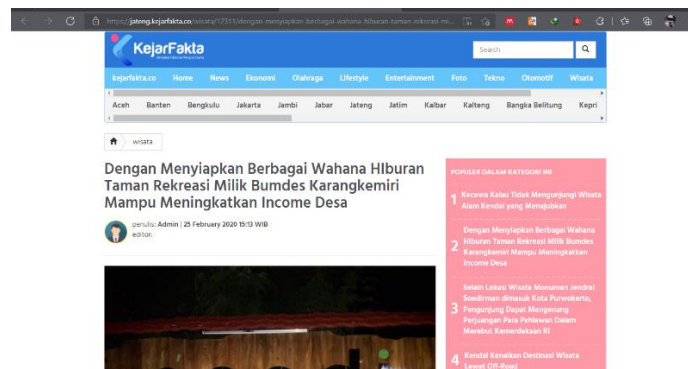 https://jateng.kejarfakta.co/wisata/12311/dengan-menyiapkan-berbagai-wahana-hiburan-taman-rekreasi-mi...
KejarFakta
Search
kejarfakta.co Home News Ekonomi Olahraga Lifestyle Entertainment Foto Tekno Otomotif Wisata
Aceh Banten Bengkulu Jakarta Jambi Jabar Jateng Jatim Kalbar Kalteng Bangka Belitung Kepri
wisata
Dengan Menyiapkan Berbagai Wahana HIburan
Taman Rekreasi Milik Bumdes Karangkemiri
Mampu Meningkatkan Income Desa
penulis: Admin | 25 February 2020 15:13 WIB
editor:
POPULER DALAM KATEGORI INI
1 Kecewa Kalau Tidak Mengunjungi Wisata
Alam Kendal yang Menajubkan
2 Dengan Menyiapkan Berbagai Wahana
HIburan Taman Rekreasi Milik Bumdes
Karangkemiri Mampu Meningkatkan
Income Desa
3 Selain Lokasi Wisata Monumen Jendral
Soedirman dimasuk Kota Purwokerto,
Pengunjung Dapat Mengenang
Perjuangan Para Pahlawan Dalam
Merebut Kemerdekaan RI
4 Kendal Kenalkan Destinasi Wisata
Lewat Off-Road